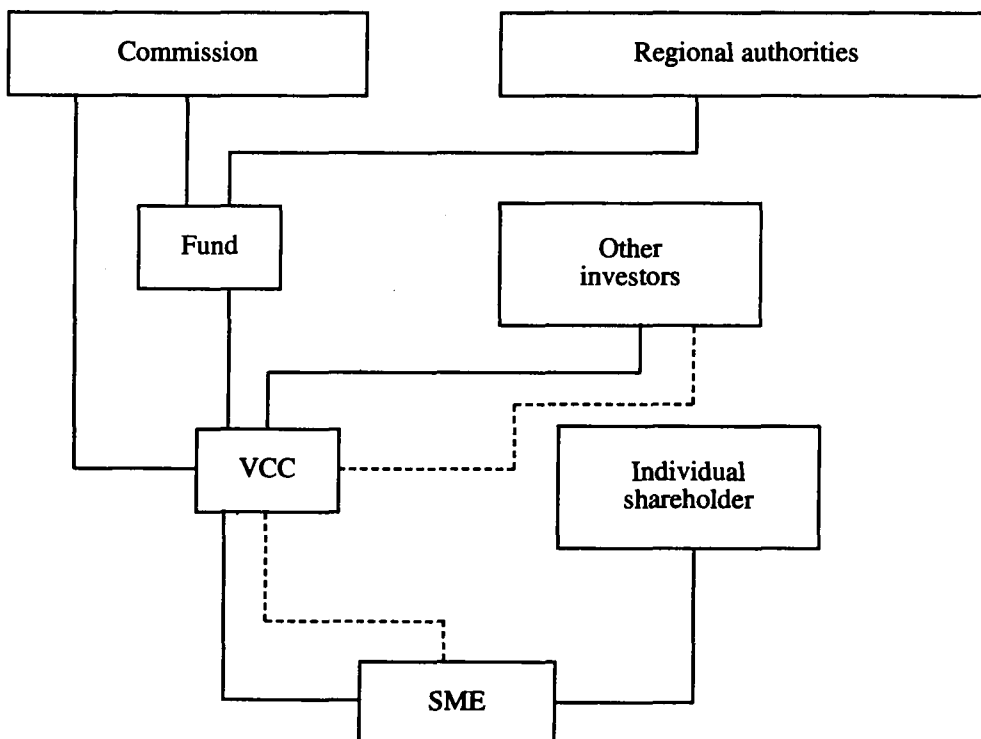 Commission
Regional authorities
Fund
Other
investors
VCC
Individual
shareholder
SME